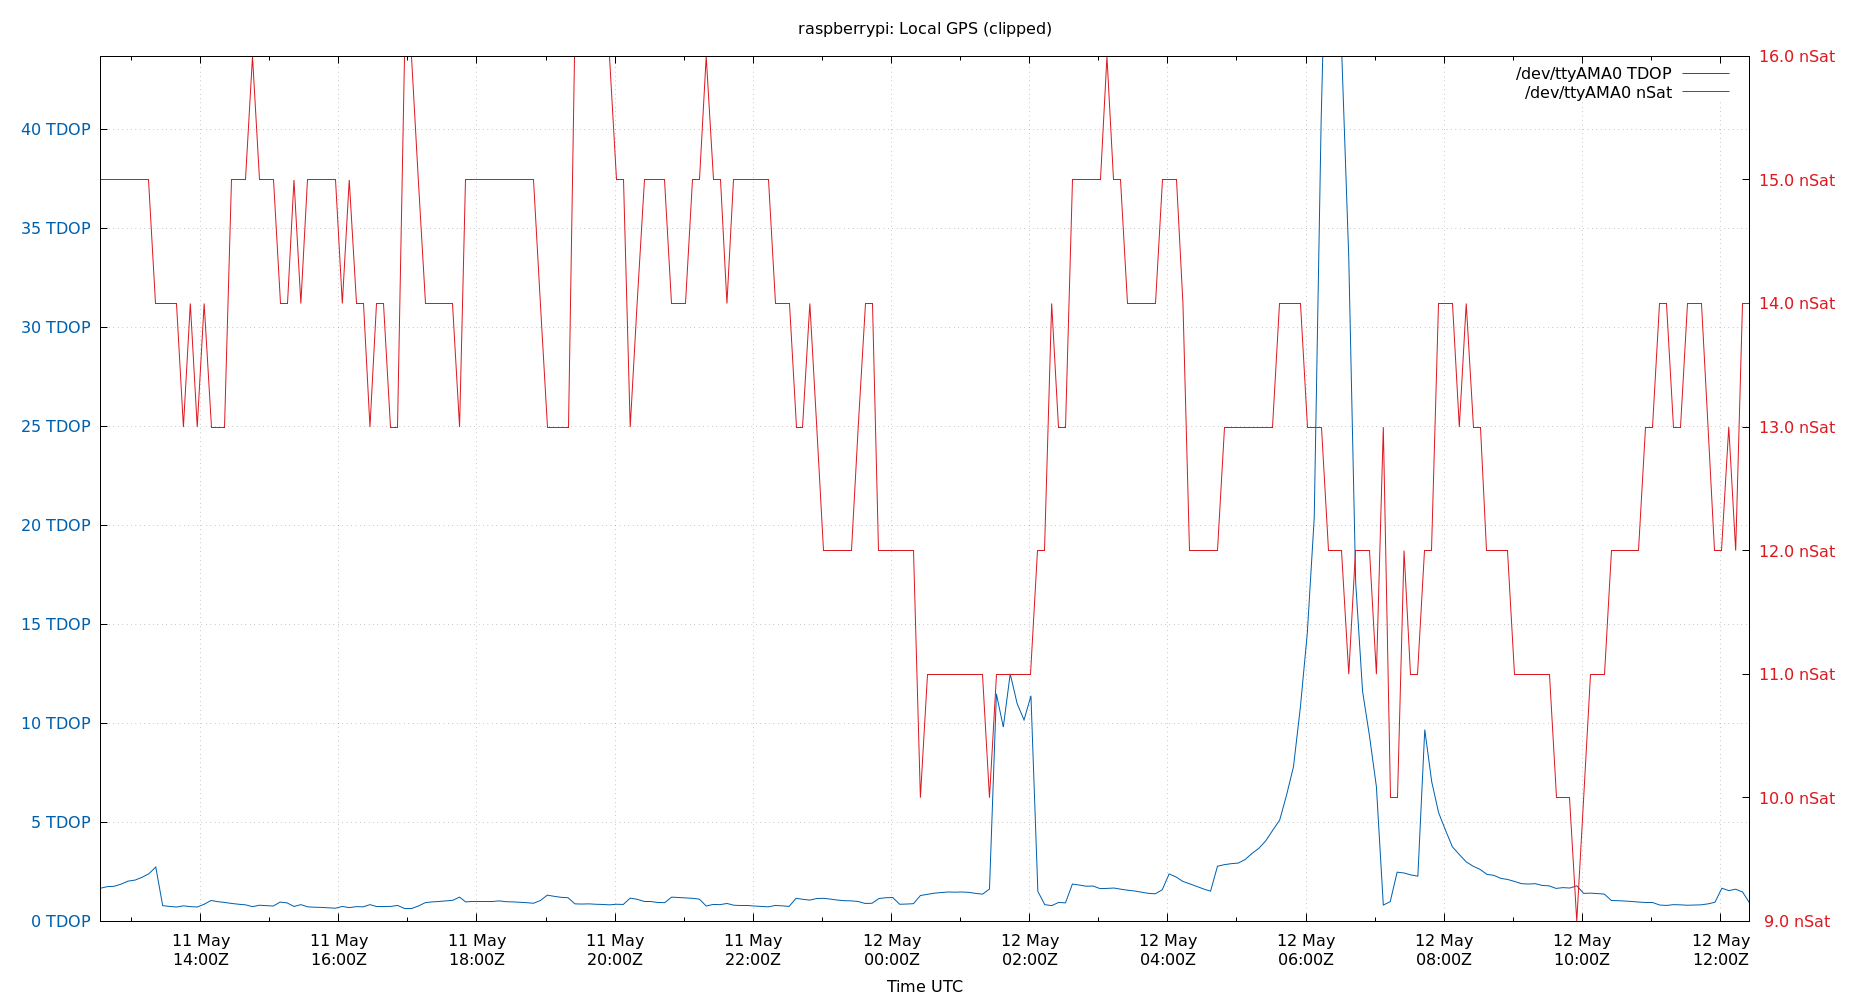 raspberrypi: Local GPS (clipped)
/dev/ttyAMA0 TDOP
/dev/ttyAMA0 nSat
40 TDOP
35 TDOP
30 TDOP
25 TDOP
20 TDOP
15 TDOP
10 TDOP
5 TDOP
0 TDOP
16.0 nSat
15.0 nSat
14.0 nSat
13.0 nSat
12.0 nSat
11.0 nSat
10.0 nSat
9.0 nSat
11 May
14:00Z
11 May
16:00Z
11 May
18:00Z
11 May
20:00Z
11 May
22:00Z
12 May
00:00Z
12 May
02:00Z
12 May
04:00Z
12 May
06:00Z
12 May
08:00Z
12 May
10:00Z
12 May
12:00Z
Time UTC